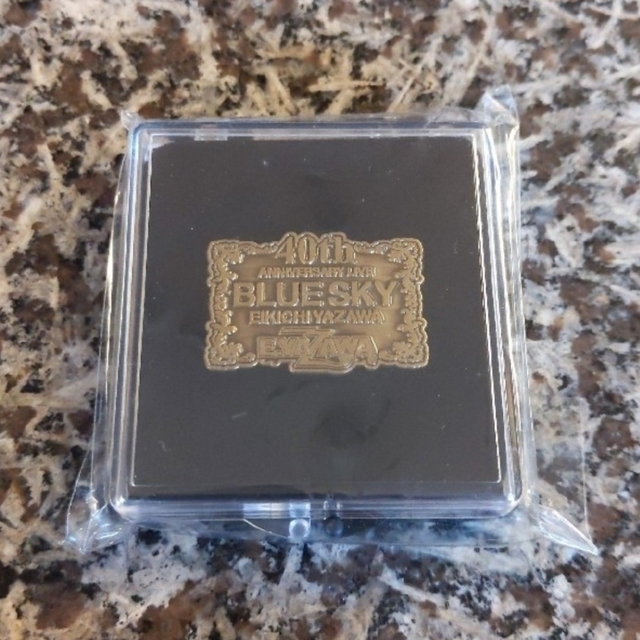 40th
ANNIVERSARY LIVE
BLUE SKY
EIKICHI YAZAWA
E.YAZAWA